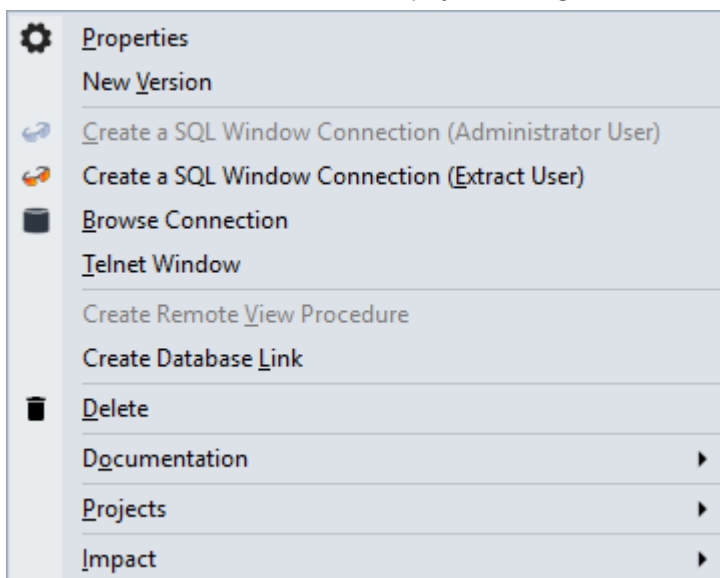 Properties
New Version
Create a SQL Window Connection (Administrator User)
Create a SQL Window Connection (Extract User)
Browse Connection
Telnet Window
Create Remote View Procedure
Create Database Link
Delete
Documentation
Projects
Impact